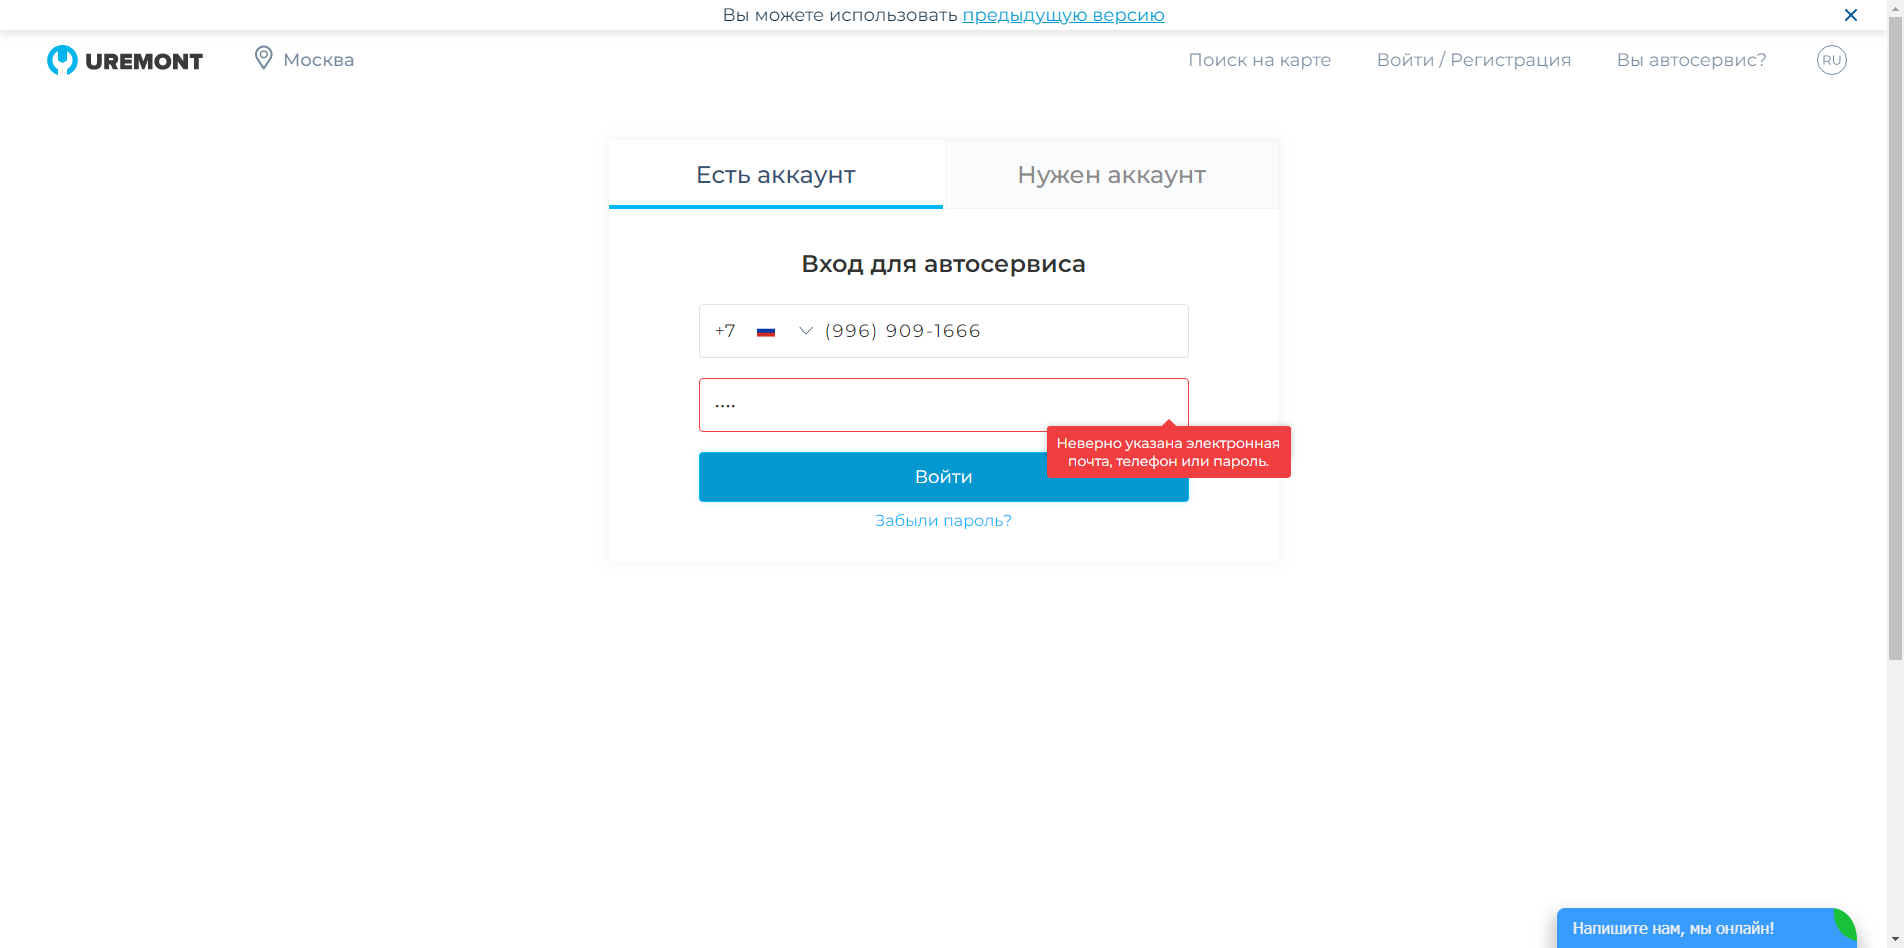 Вы можете использовать предыдущую версию
UREMONT
Москва
Поиск на карте
Войти / Регистрация
Вы автосервис?
RU
Есть аккаунт
Нужен аккаунт
Вход для автосервиса
+7 (996) 909-1666
····
Неверно указана электронная
почта, телефон или пароль.
Войти
Забыли пароль?
Напишите нам, мы онлайн!